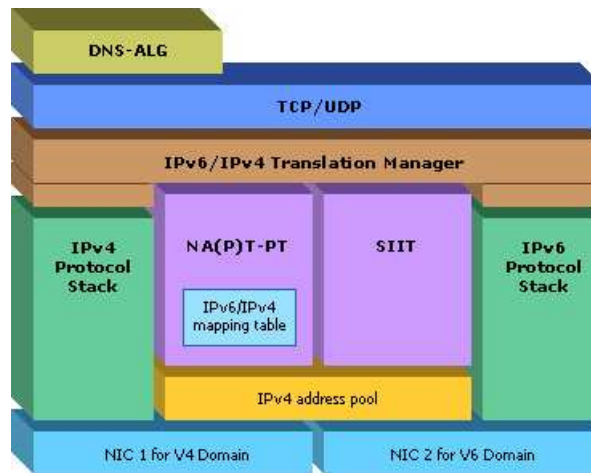 DNS-ALG
TCP/UDP
IPv6/IPv4 Translation Manager
IPv4
Protocol
Stack
NA(P)T-PT
IPv6/IPv4
mapping table
SIIT
IPv6
Protocol
Stack
IPv4 address pool
NIC 1 for V4 Domain
NIC 2 for V6 Domain